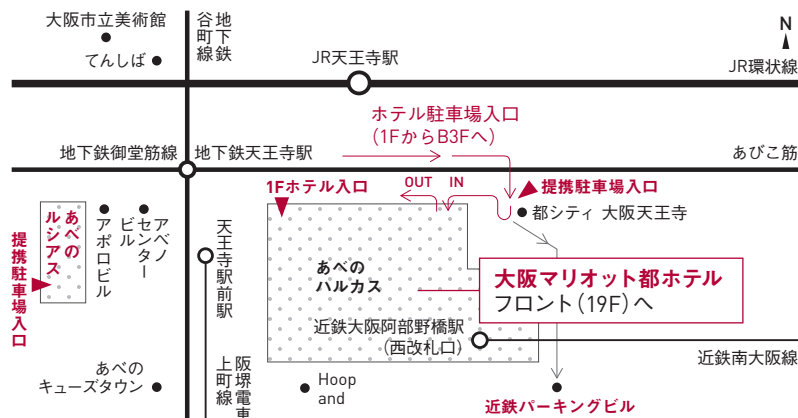 大阪市立美術館
てんしば
地下鉄
谷町線
JR天王寺駅
N
JR環状線
ホテル駐車場入口
(1FからB3Fへ)
地下鉄御堂筋線
地下鉄天王寺駅
あびこ筋
1Fホテル入口
OUT
IN
提携駐車場入口
都シティ 大阪天王寺
あべの
ルシアス
提携駐車場入口
アポロビル
アベノ
センター
ビル
天王寺駅前駅
あべの
ハルカス
大阪マリオット都ホテル
フロント(19F)へ
近鉄大阪阿部野橋駅
(西改札口)
近鉄南大阪線
あべの
キューズタウン
阪堺電車
上町線
Hoop
and
近鉄パーキングビル